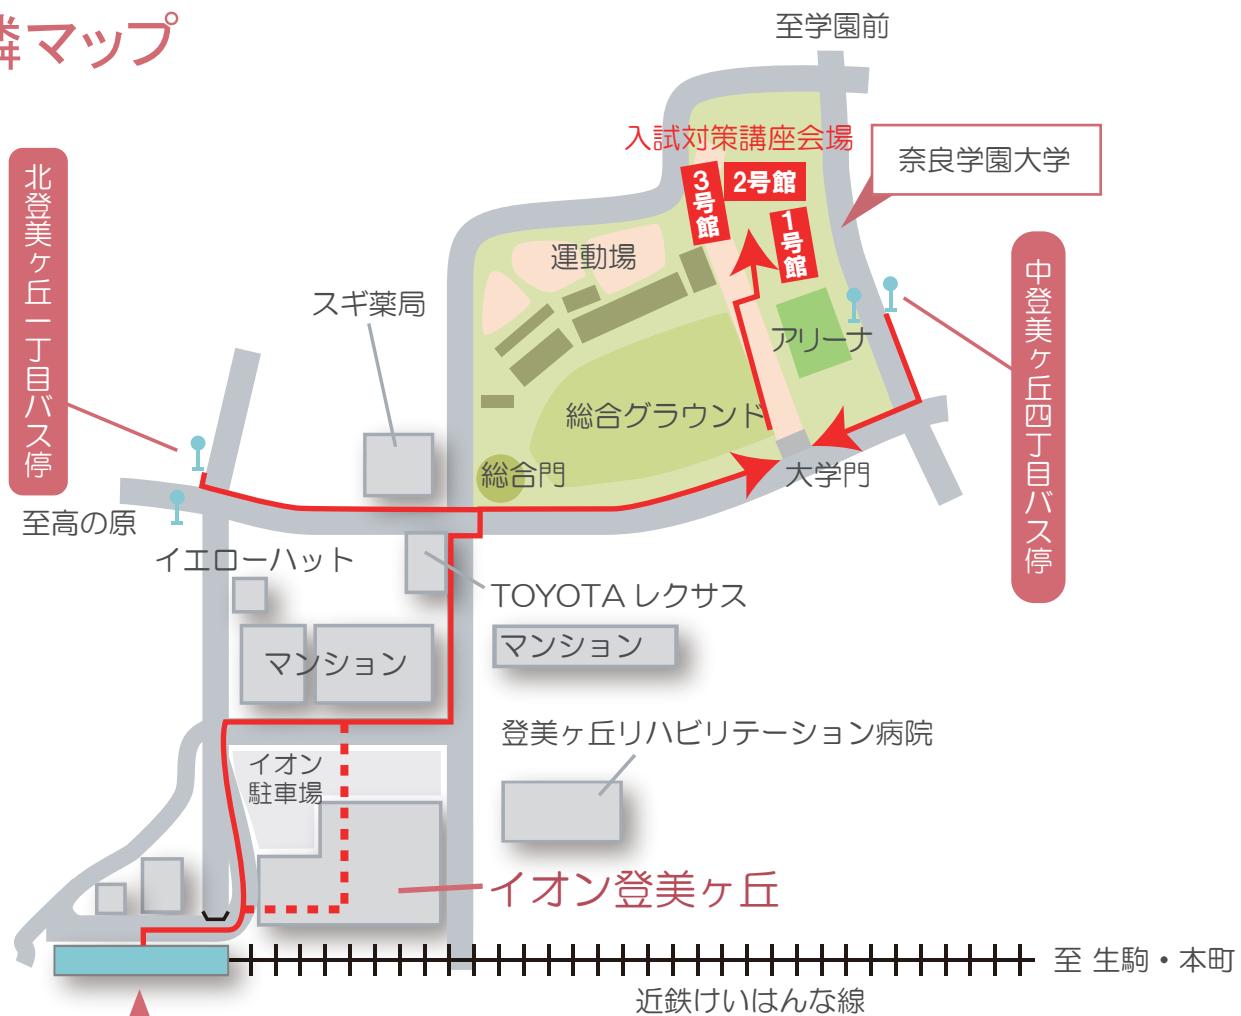 マップ
至学園前
入試対策講座会場
奈良学園大学
3号館
2号館
1号館
北登美ヶ丘一丁目バス停
運動場
中登美ヶ丘四丁目バス停
スギ薬局
アリーナ
総合グラウンド
総合門
大学門
至高の原
イエローハット
TOYOTA レクサス
マンション
マンション
登美ヶ丘リハビリテーション病院
イオン
駐車場
イオン登美ヶ丘
至 生駒・本町
近鉄けいはんな線